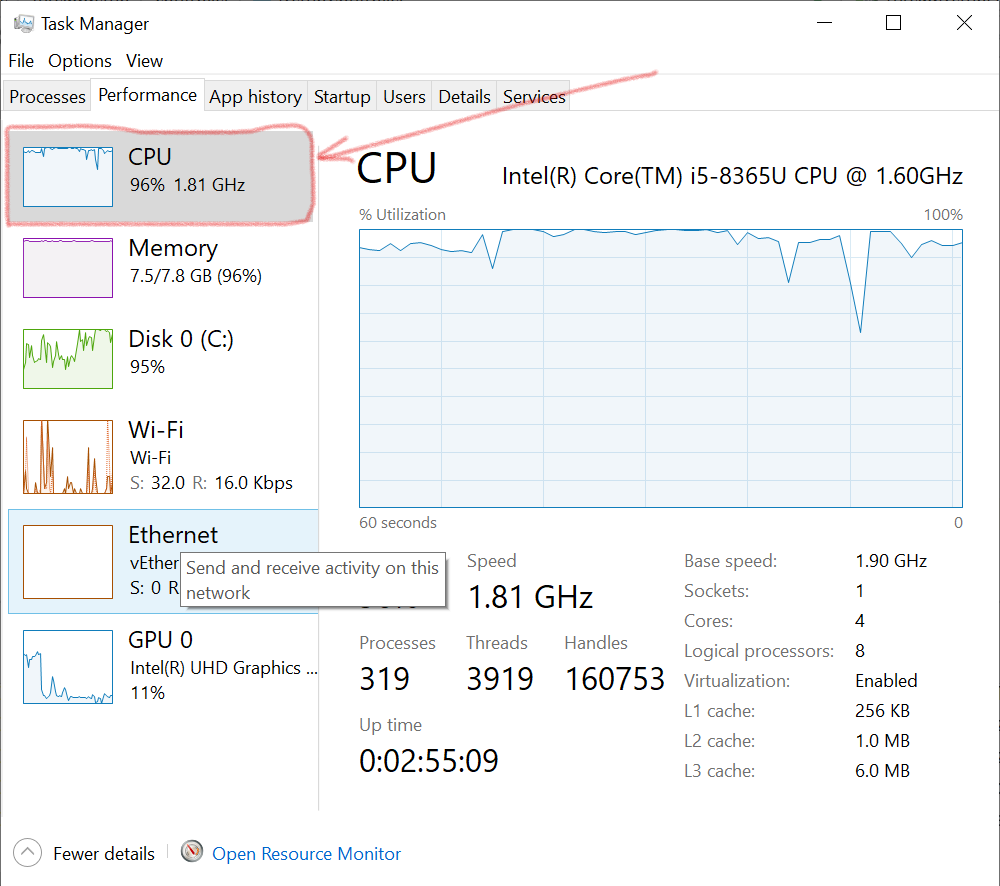 Task Manager
File Options View
Processes Performance App history Startup Users Details Services
CPU
96% 1.81 GHz
Memory
7.5/7.8 GB (96%)
Disk 0 (C:)
95%
Wi-Fi
Wi-Fi
S: 32.0 R: 16.0 Kbps
Ethernet
vEther
S: 0 R
Send and receive activity on this
network
GPU 0
Intel(R) UHD Graphics ...
11%
CPU
Intel(R) Core(TM) i5-8365U CPU @ 1.60GHz
% Utilization 100%
60 seconds 0
Speed
1.81 GHz
Processes Threads Handles
319 3919 160753
Up time
0:02:55:09
Base speed: 1.90 GHz
Sockets: 1
Cores: 4
Logical processors: 8
Virtualization: Enabled
L1 cache: 256 KB
L2 cache: 1.0 MB
L3 cache: 6.0 MB
Fewer details Open Resource Monitor